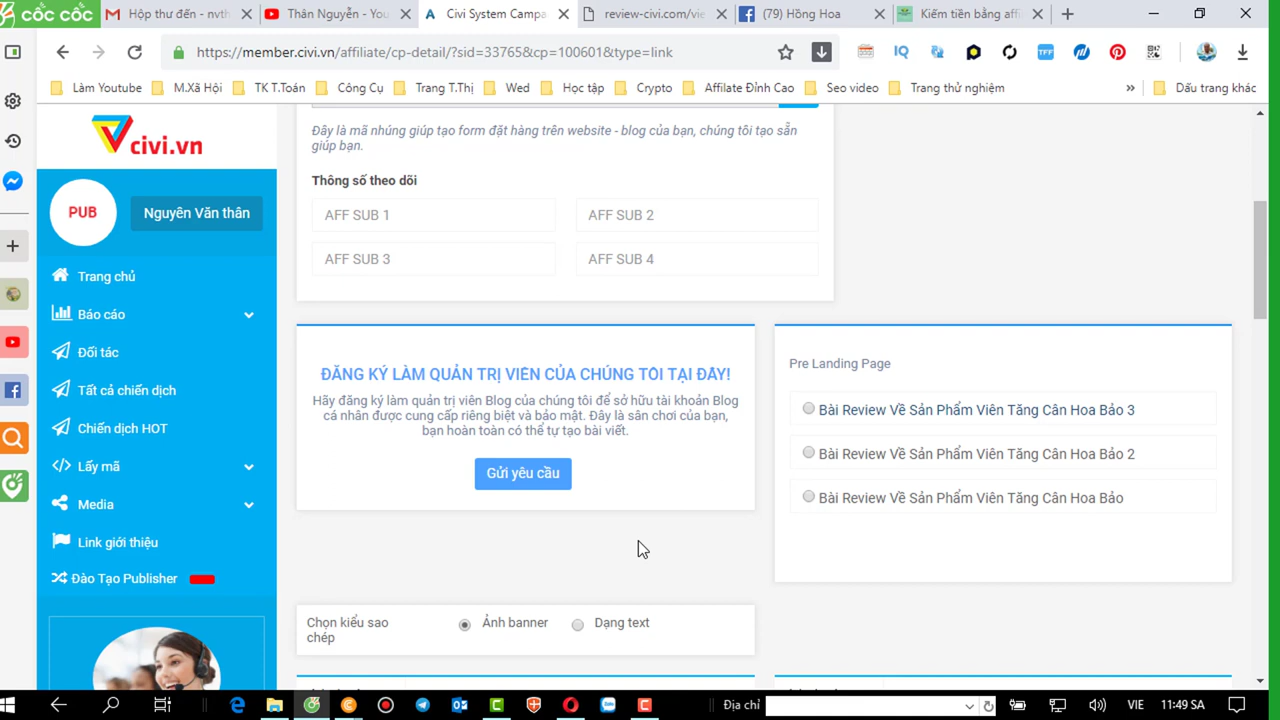 CỐC CỐC
Hộp thư đến - nvth
Thân Nguyễn - You
Civi System Campa
review-civi.com/vie
(79) Hồng Hoa
Kiếm tiền bằng affi
https://member.civi.vn/affiliate/cp-detail/?sid=33765&cp=100601&type=link
IQ
TFF
Làm Youtube
M.Xã Hội
TK T.Toán
Công Cụ
Trang T.Thị
Wed
Học tập
Crypto
Affilate Đỉnh Cao
Seo video
Trang thử nghiệm
»
Dấu trang khác
civi.vn
PUB
Nguyên Văn thân
Trang chủ
Báo cáo
Đối tác
Tất cả chiến dịch
Chiến dịch HOT
Lấy mã
Media
Link giới thiệu
Đào Tạo Publisher
Đây là mã nhúng giúp tạo form đặt hàng trên website - blog của bạn, chúng tôi tạo sẵn
giúp bạn.
Thông số theo dõi
AFF SUB 1
AFF SUB 2
AFF SUB 3
AFF SUB 4
ĐĂNG KÝ LÀM QUẢN TRỊ VIÊN CỦA CHÚNG TÔI TẠI ĐÂY!
Hãy đăng ký làm quản trị viên Blog của chúng tôi để sở hữu tài khoản Blog
cá nhân được cung cấp riêng biệt và bảo mật. Đây là sân chơi của bạn,
bạn hoàn toàn có thể tự tạo bài viết.
Gửi yêu cầu
Pre Landing Page
Bài Review Về Sản Phẩm Viên Tăng Cân Hoa Bảo 3
Bài Review Về Sản Phẩm Viên Tăng Cân Hoa Bảo 2
Bài Review Về Sản Phẩm Viên Tăng Cân Hoa Bảo
Chọn kiểu sao
chép
Ảnh banner
Dạng text
Địa chỉ
VIE
11:49 SA